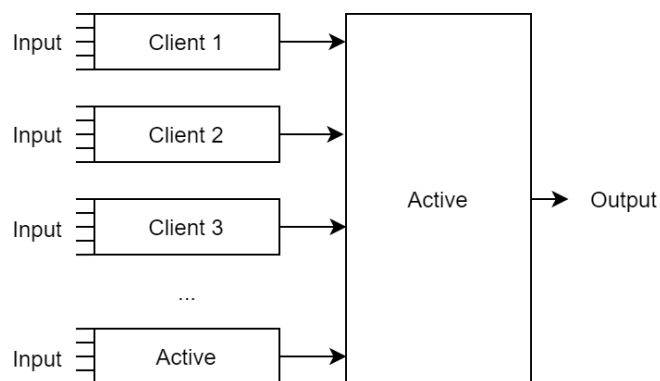 Input
Client 1
Input
Client 2
Input
Client 3
Active
Output
...
Input
Active